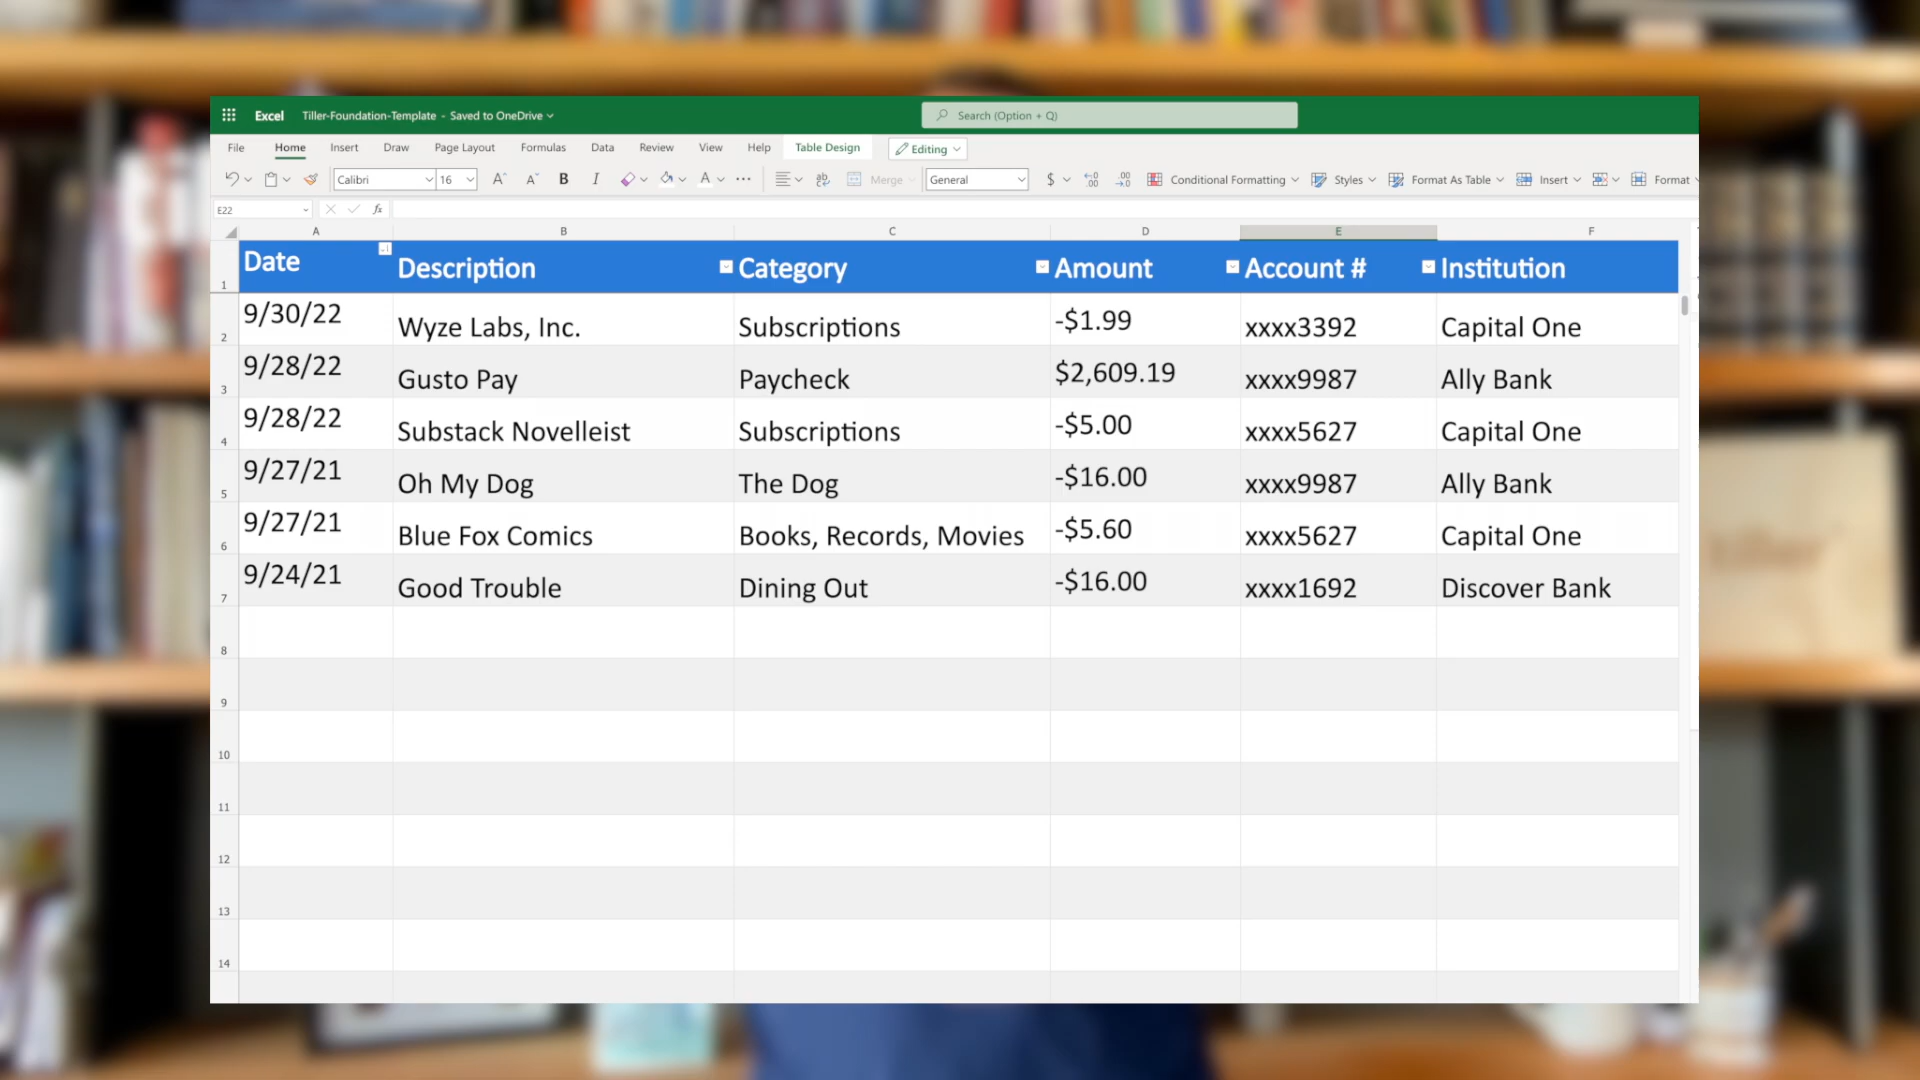 Excel Tiller-Foundation-Template - Saved to OneDrive Search (Option + Q)
File Home Insert Draw Page Layout Formulas Data Review View Help Table Design Editing
Calibri 16 A A B I A ... ab Merge General $ .00 .00 Conditional Formatting Styles Format As Table Insert Format
E22 fx
A B C D E F
1 Date Description Category Amount Account # Institution
2 9/30/22 Wyze Labs, Inc. Subscriptions -$1.99 xxxx3392 Capital One
3 9/28/22 Gusto Pay Paycheck $2,609.19 xxxx9987 Ally Bank
4 9/28/22 Substack Novelleist Subscriptions -$5.00 xxxx5627 Capital One
5 9/27/21 Oh My Dog The Dog -$16.00 xxxx9987 Ally Bank
6 9/27/21 Blue Fox Comics Books, Records, Movies -$5.60 xxxx5627 Capital One
7 9/24/21 Good Trouble Dining Out -$16.00 xxxx1692 Discover Bank
8
9
10
11
12
13
14